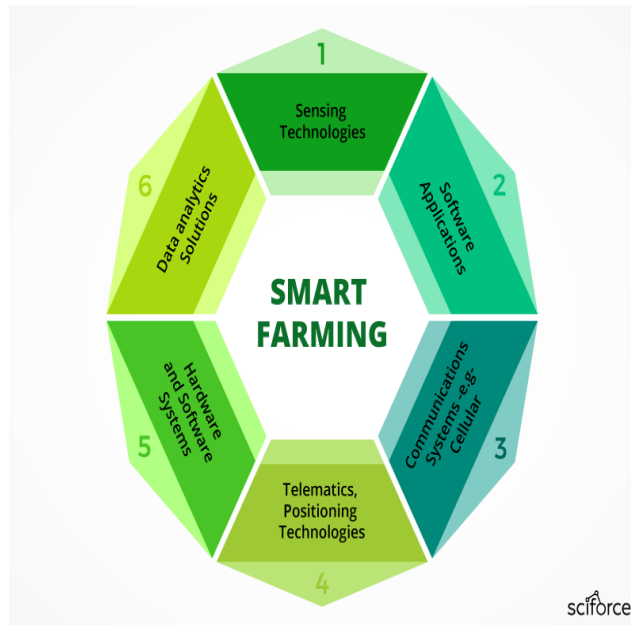 1
Sensing
Technologies
2
Software
Applications
3
Communications
Systems -e.g-
Cellular
4
Telematics,
Positioning
Technologies
5
Hardware
and Software
Systems
6
Data analytics
Solutions
SMART
FARMING
sciforce